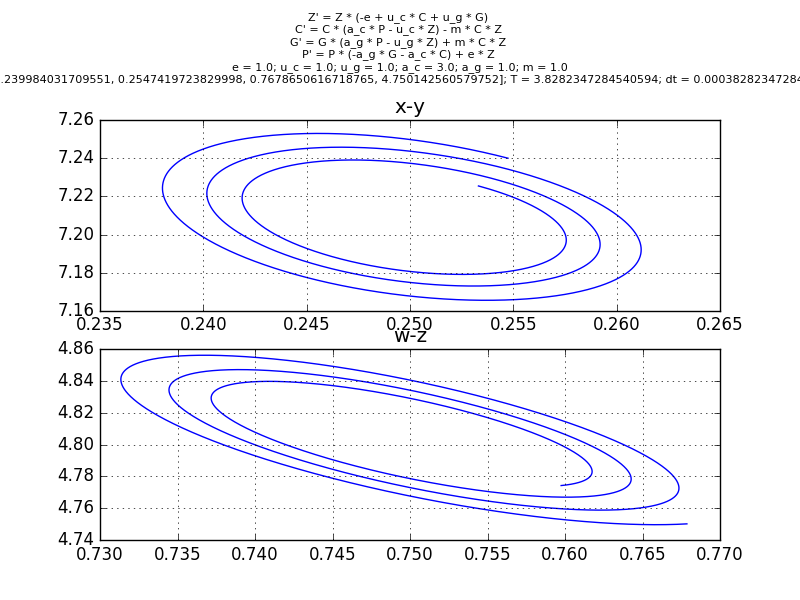 Z' = Z * (-e + u_c * C + u_g * G)
C' = C * (a_c * P - u_c * Z) - m * C * Z
G' = G * (a_g * P - u_g * Z) + m * C * Z
P' = P * (-a_g * G - a_c * C) + e * Z
e = 1.0; u_c = 1.0; u_g = 1.0; a_c = 3.0; a_g = 1.0; m = 1.0
.239984031709551, 0.2547419723829998, 0.7678650616718765, 4.750142560579752]; T = 3.8282347284540594; dt = 0.00038282347284
x-y
7.26
7.24
7.22
7.20
7.18
7.16
0.235 0.240 0.245 0.250 0.255 0.260 0.265
w-z
4.86
4.84
4.82
4.80
4.78
4.76
4.74
0.730 0.735 0.740 0.745 0.750 0.755 0.760 0.765 0.770